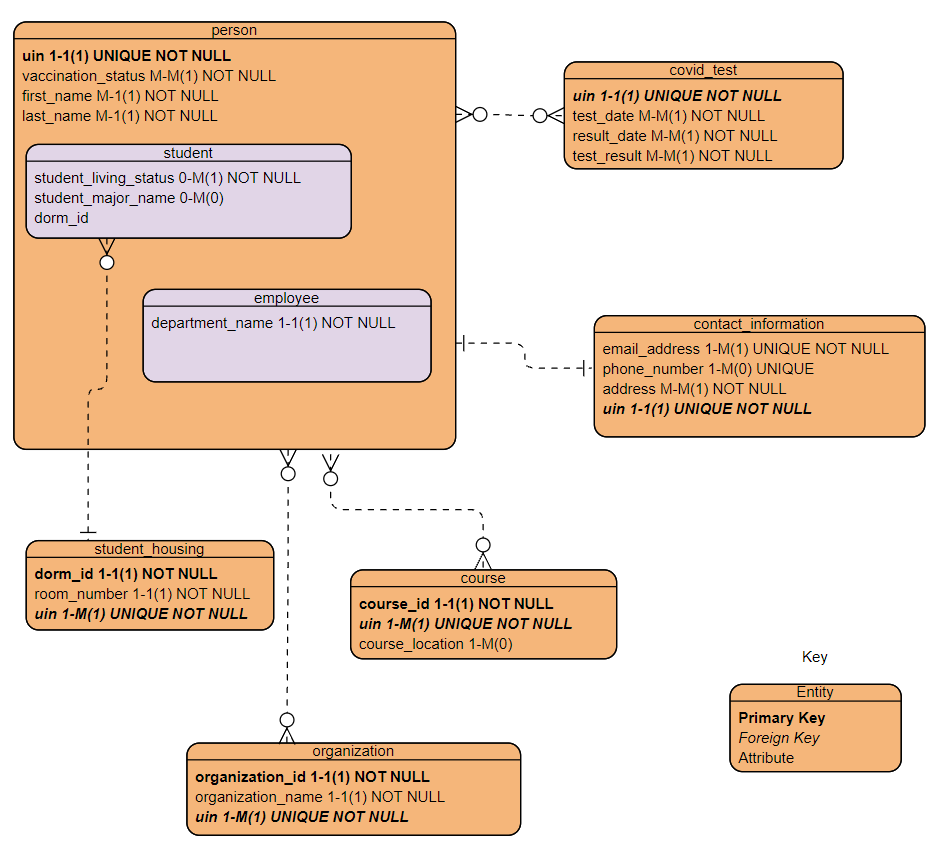 person
uin 1-1(1) UNIQUE NOT NULL
vaccination_status M-M(1) NOT NULL
first_name M-1(1) NOT NULL
last_name M-1(1) NOT NULL
student
student_living_status 0-M(1) NOT NULL
student_major_name 0-M(0)
dorm_id
employee
department_name 1-1(1) NOT NULL
covid_test
uin 1-1(1) UNIQUE NOT NULL
test_date M-M(1) NOT NULL
result_date M-M(1) NOT NULL
test_result M-M(1) NOT NULL
contact_information
email_address 1-M(1) UNIQUE NOT NULL
phone_number 1-M(0) UNIQUE
address M-M(1) NOT NULL
uin 1-1(1) UNIQUE NOT NULL
student_housing
dorm_id 1-1(1) NOT NULL
room_number 1-1(1) NOT NULL
uin 1-M(1) UNIQUE NOT NULL
course
course_id 1-1(1) NOT NULL
uin 1-M(1) UNIQUE NOT NULL
course_location 1-M(0)
organization
organization_id 1-1(1) NOT NULL
organization_name 1-1(1) NOT NULL
uin 1-M(1) UNIQUE NOT NULL
Key
Entity
Primary Key
Foreign Key
Attribute